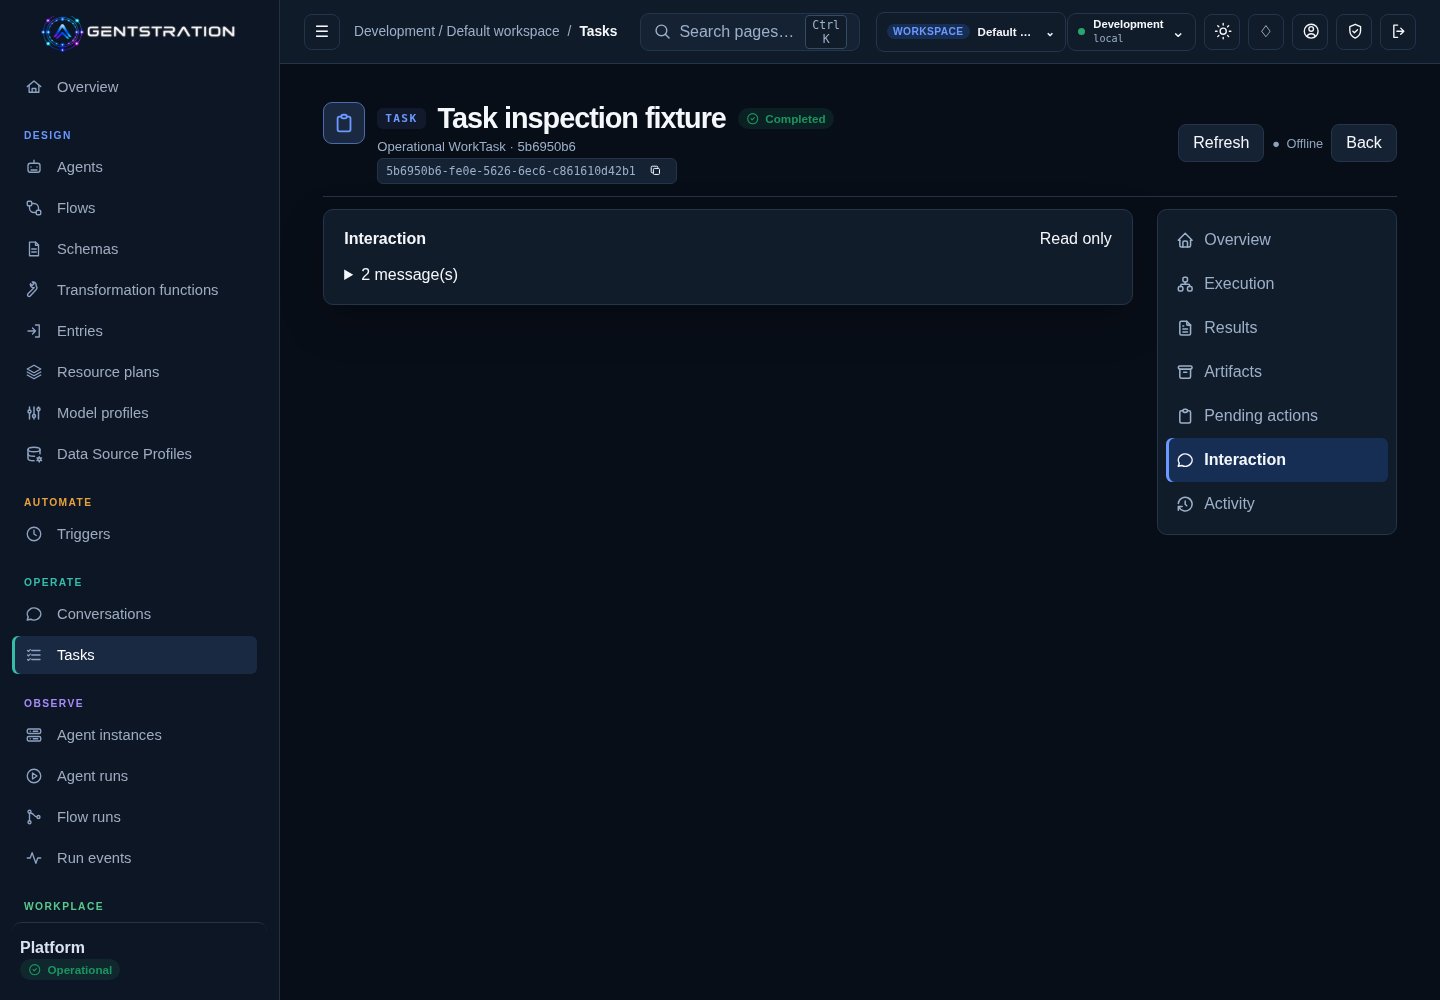 GENTSTRATION
Overview
DESIGN
Agents
Flows
Schemas
Transformation functions
Entries
Resource plans
Model profiles
Data Source Profiles
AUTOMATE
Triggers
OPERATE
Conversations
Tasks
OBSERVE
Agent instances
Agent runs
Flow runs
Run events
WORKPLACE
Platform
Operational
Development / Default workspace / Tasks
Search pages…
Ctrl
K
WORKSPACE Default …
Development
local
TASK Task inspection fixture Completed
Operational WorkTask · 5b6950b6
5b6950b6-fe0e-5626-6ec6-c861610d42b1
Refresh
Offline
Back
Interaction
Read only
2 message(s)
Overview
Execution
Results
Artifacts
Pending actions
Interaction
Activity